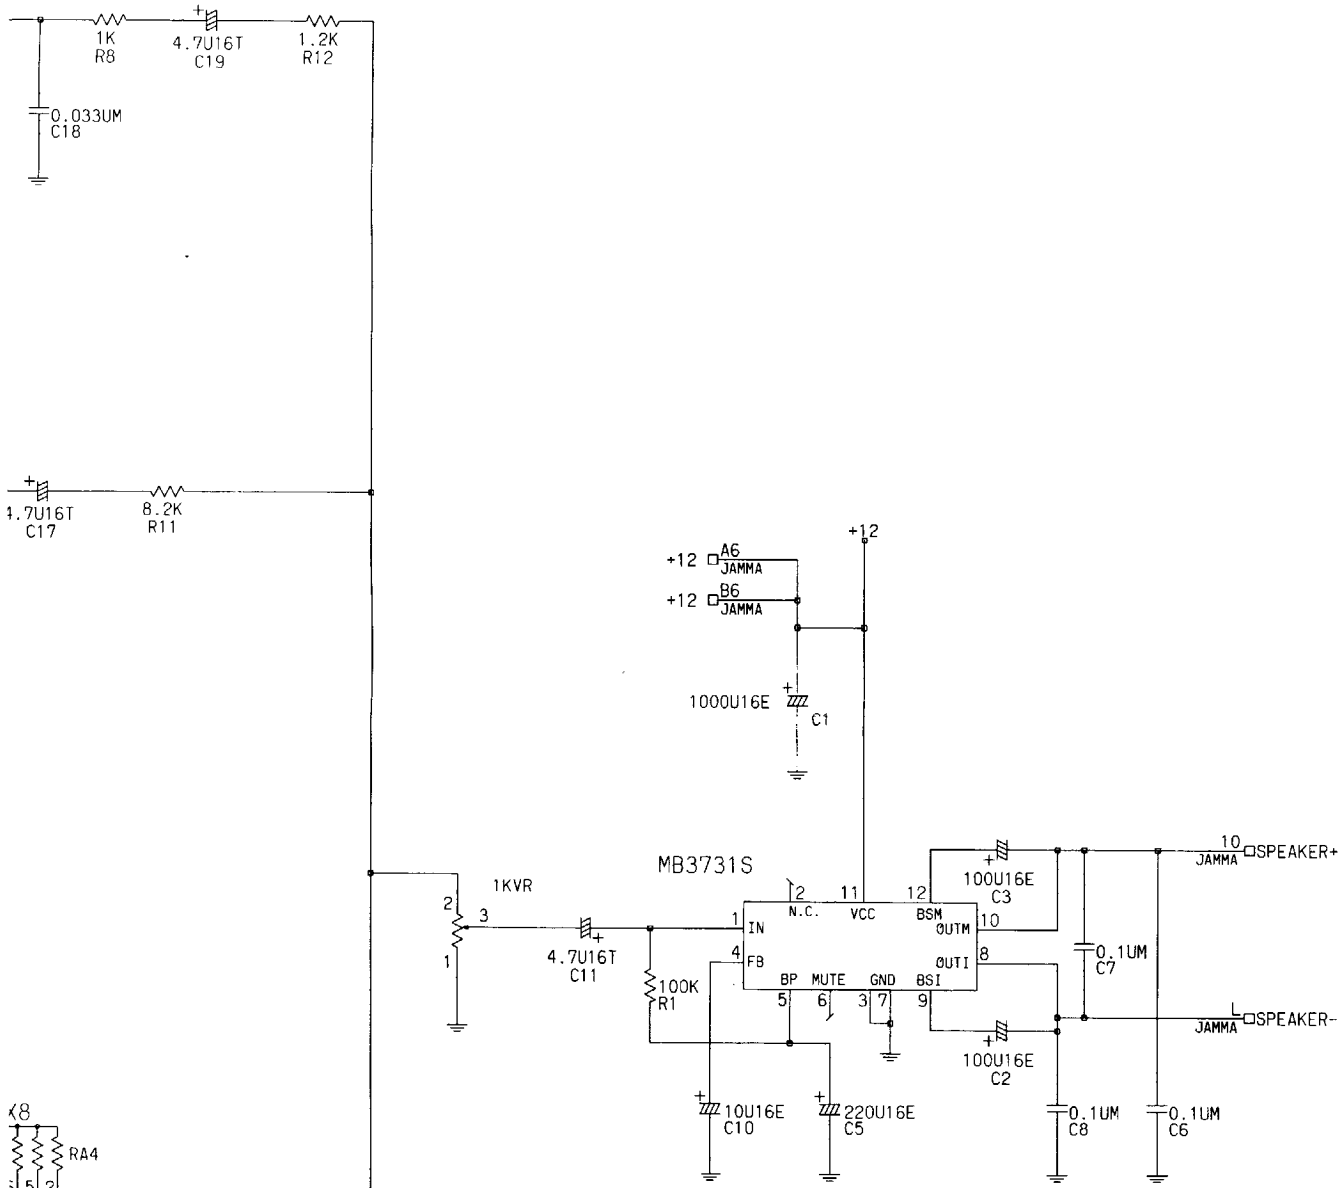 +
1K
R8
4.7U16T
C19
1.2K
R12
0.033UM
C18
+
4.7U16T
C17
8.2K
R11
+12
+12 A6
JAMMA
+12 B6
JAMMA
+
1000U16E
C1
MB3731S
1KVR
2
3
1
+
4.7U16T
C11
100K
R1
2
N.C.
11
VCC
12
BSM
1
IN
4
FB
OUTM
10
OUTI
8
BP
5
MUTE
6
GND
3 7
BSI
9
+
100U16E
C3
+
100U16E
C2
10
JAMMA
SPEAKER+
L
JAMMA
SPEAKER-
0.1UM
C7
+
10U16E
C10
+
220U16E
C5
0.1UM
C8
0.1UM
C6
RA4
5 2